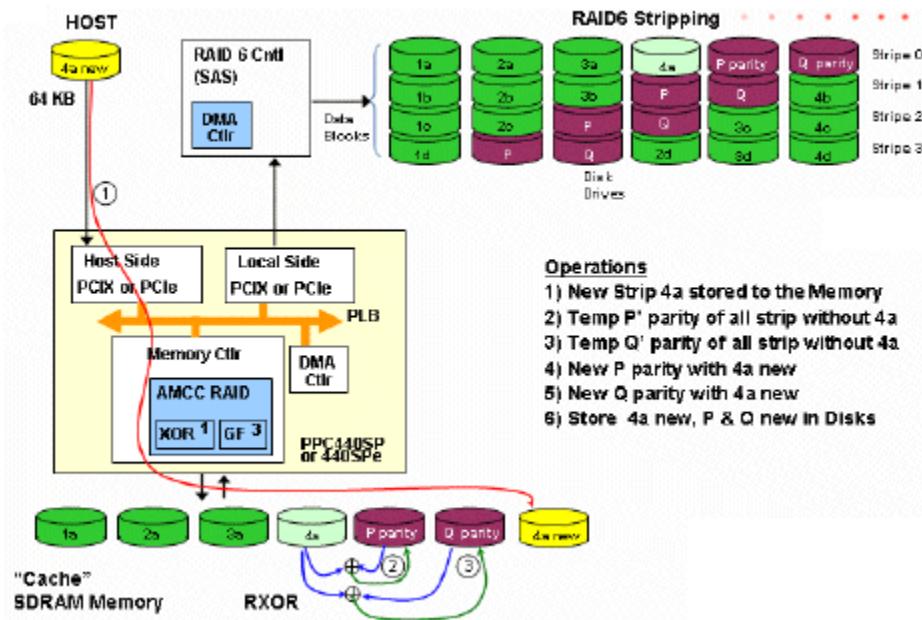 HOST
4a new
64 KB
1
RAID 6 Cntl
(SAS)
DMA
Ctlr
Data
Blocks
RAID6 Stripping
1a 2a 3a 4a P parity Q parity Stripe 0
1b 2b 3b P Q 4b Stripe 1
1c 2c P Q 3c 4c Stripe 2
1d P Q 2d 3d 4d Stripe 3
Disk
Drives
Host Side
PCIX or PCIe
Local Side
PCIX or PCIe
PLB
Memory Ctlr
DMA
Ctlr
AMCC RAID
XOR 1
GF 3
PPC440SP
or 440SPe
Operations
1) New Strip 4a stored to the Memory
2) Temp P' parity of all strip without 4a
3) Temp Q' parity of all strip without 4a
4) New P parity with 4a new
5) New Q parity with 4a new
6) Store 4a new, P & Q new in Disks
1a 2a 3a 4a P parity Q parity 4a new
2
3
"Cache"
SDRAM Memory
RXOR